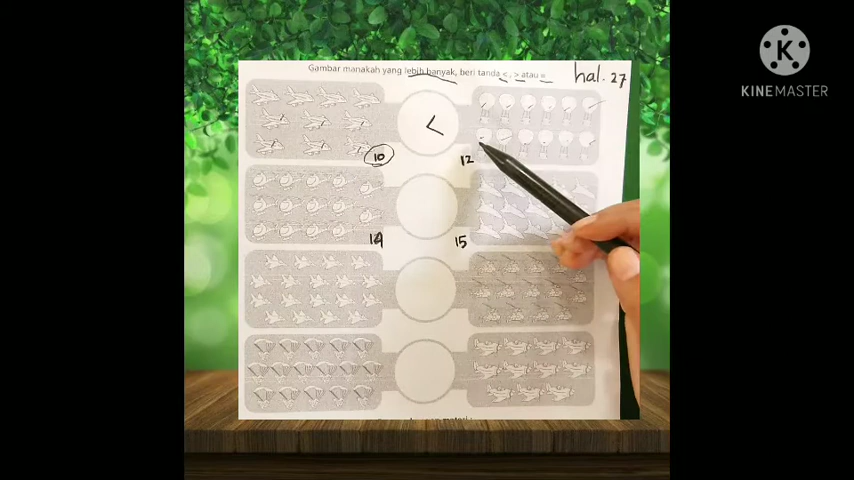 Gambar manakah yang lebih banyak, beri tanda <, > atau =
hal. 27
<
10
12
14
15
KINEMASTER